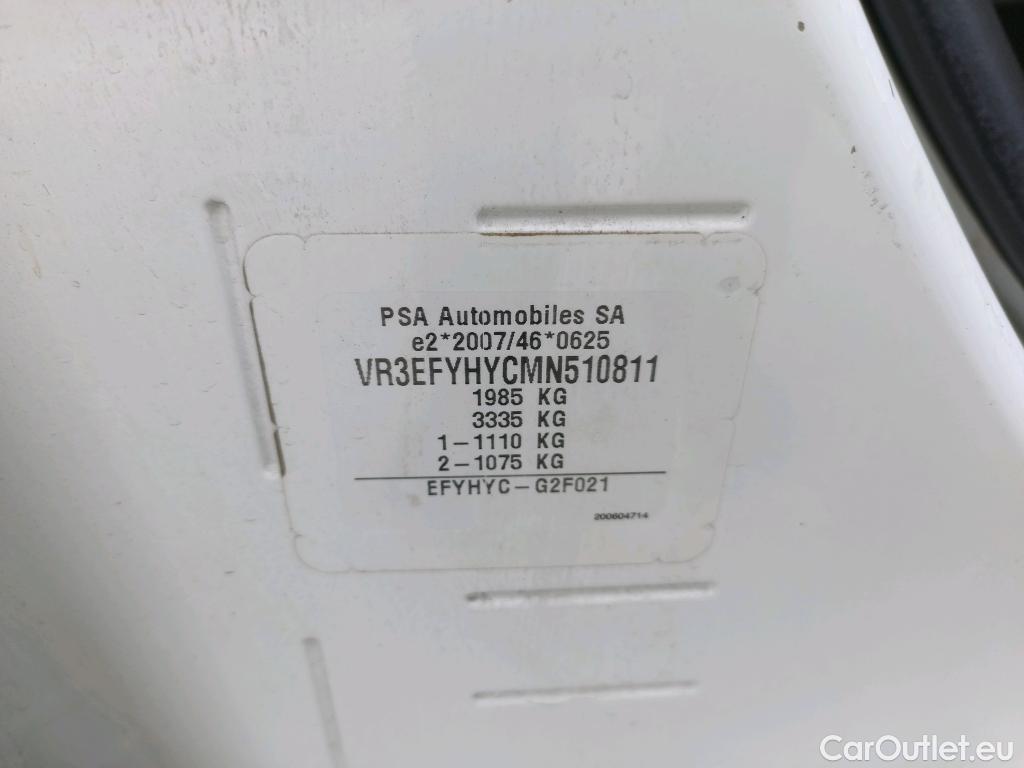 PSA Automobiles SA
e2*2007/46*0625
VR3EFYHYCMN510811
1985 KG
3335 KG
1-1110 KG
2-1075 KG
EFYHYC-G2F021
200604714
CarOutlet.eu